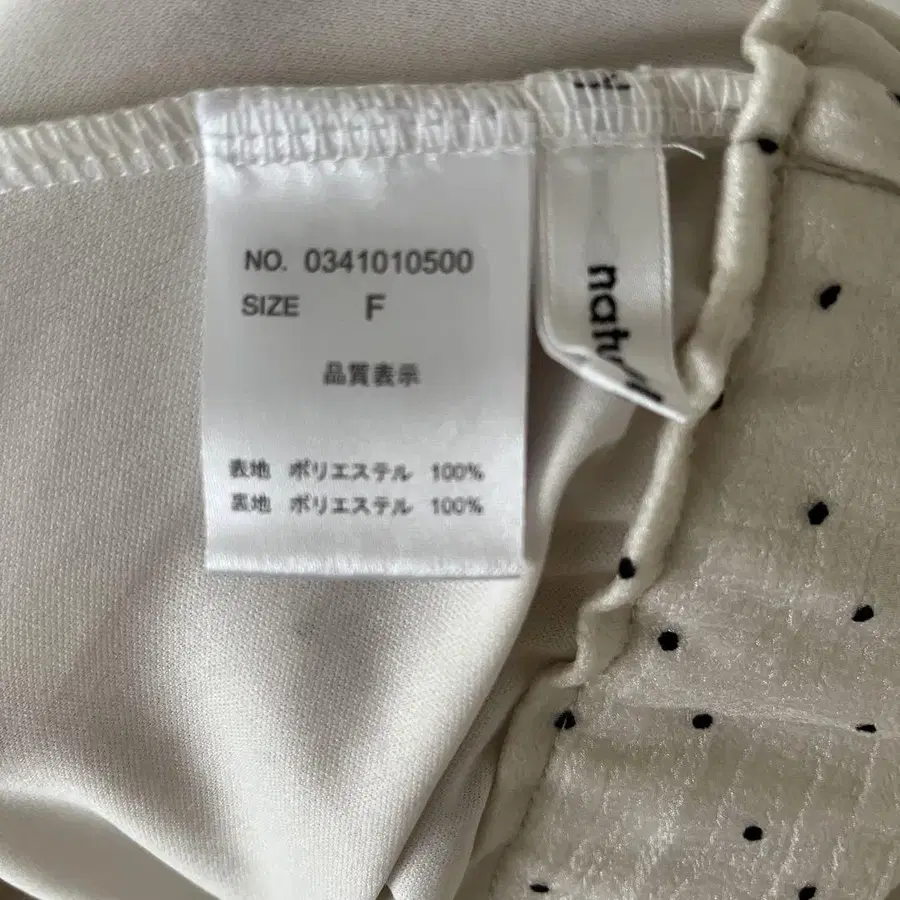 NO. 0341010500
SIZE F
品質表示
表地 ポリエステル 100%
裏地 ポリエステル 100%